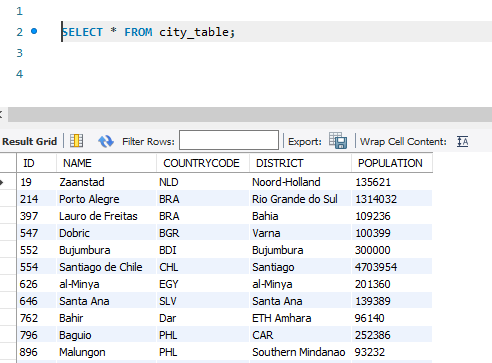 1
2 SELECT * FROM city_table;
3
4
Result Grid Filter Rows: Export: Wrap Cell Content:
ID NAME COUNTRYCODE DISTRICT POPULATION
19 Zaanstad NLD Noord-Holland 135621
214 Porto Alegre BRA Rio Grande do Sul 1314032
397 Lauro de Freitas BRA Bahia 109236
547 Dobric BGR Varna 100399
552 Bujumbura BDI Bujumbura 300000
554 Santiago de Chile CHL Santiago 4703954
626 al-Minya EGY al-Minya 201360
646 Santa Ana SLV Santa Ana 139389
762 Bahir Dar ETH Amhara 96140
796 Baguio PHL CAR 252386
896 Malungon PHL Southern Mindanao 93232